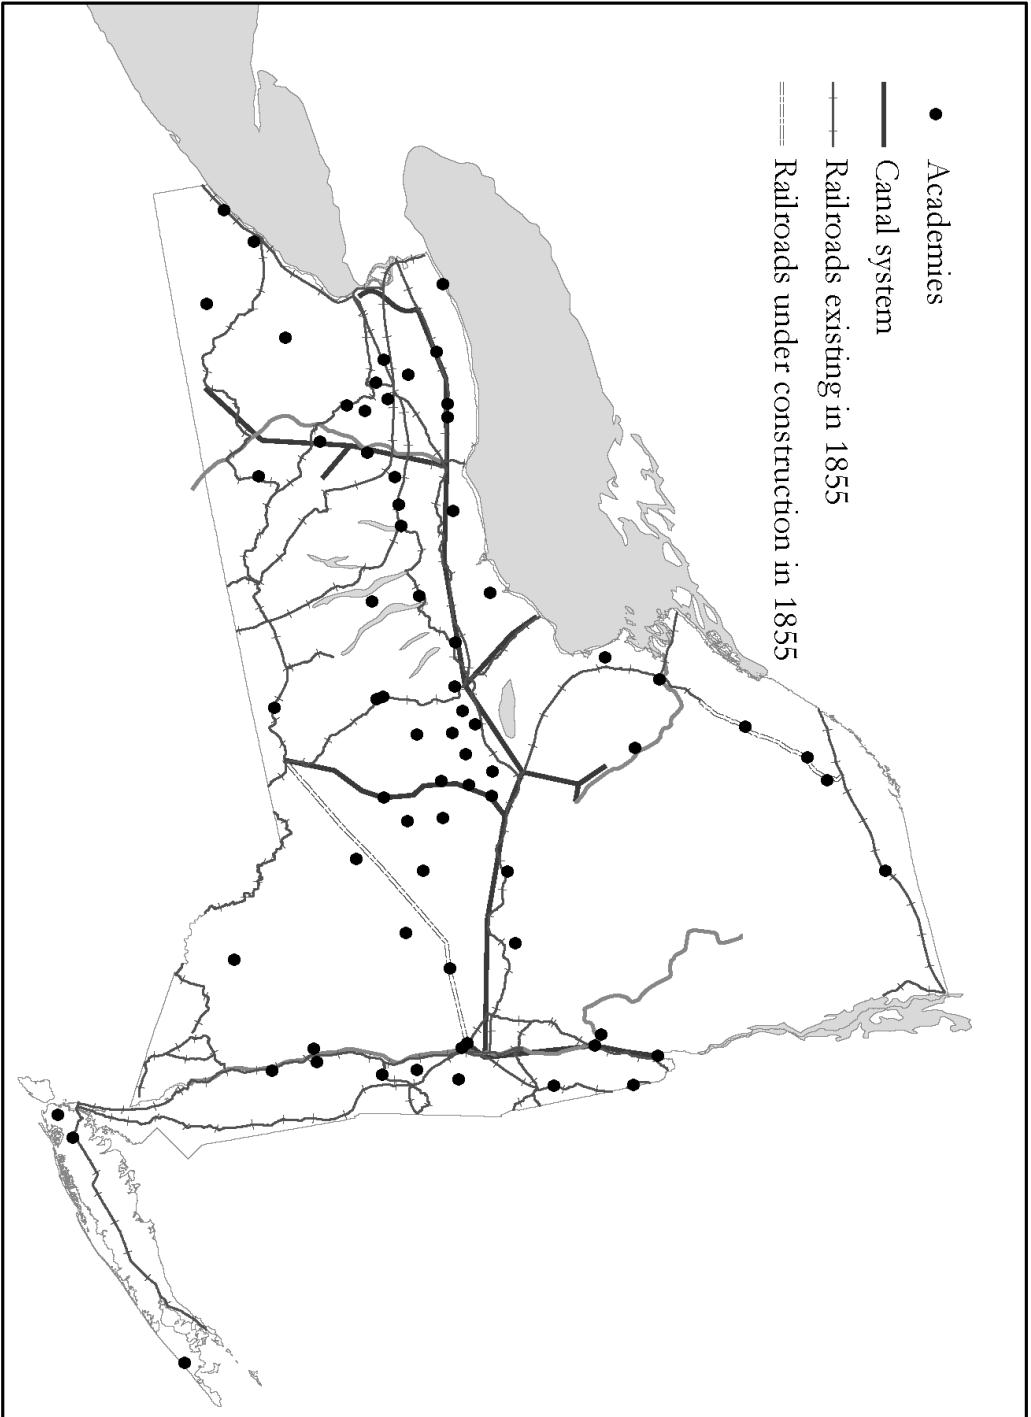 Academies
Canal system
Railroads existing in 1855
Railroads under construction in 1855